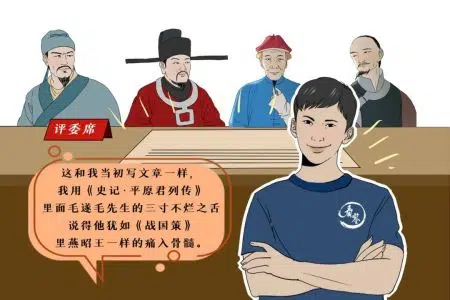 评委席
这和我当初写文章一样，
我用《史记·平原君列传》
里面毛遂毛先生的三寸不烂之舌
说得他犹如《战国策》
里燕昭王一样的痛入骨髓。